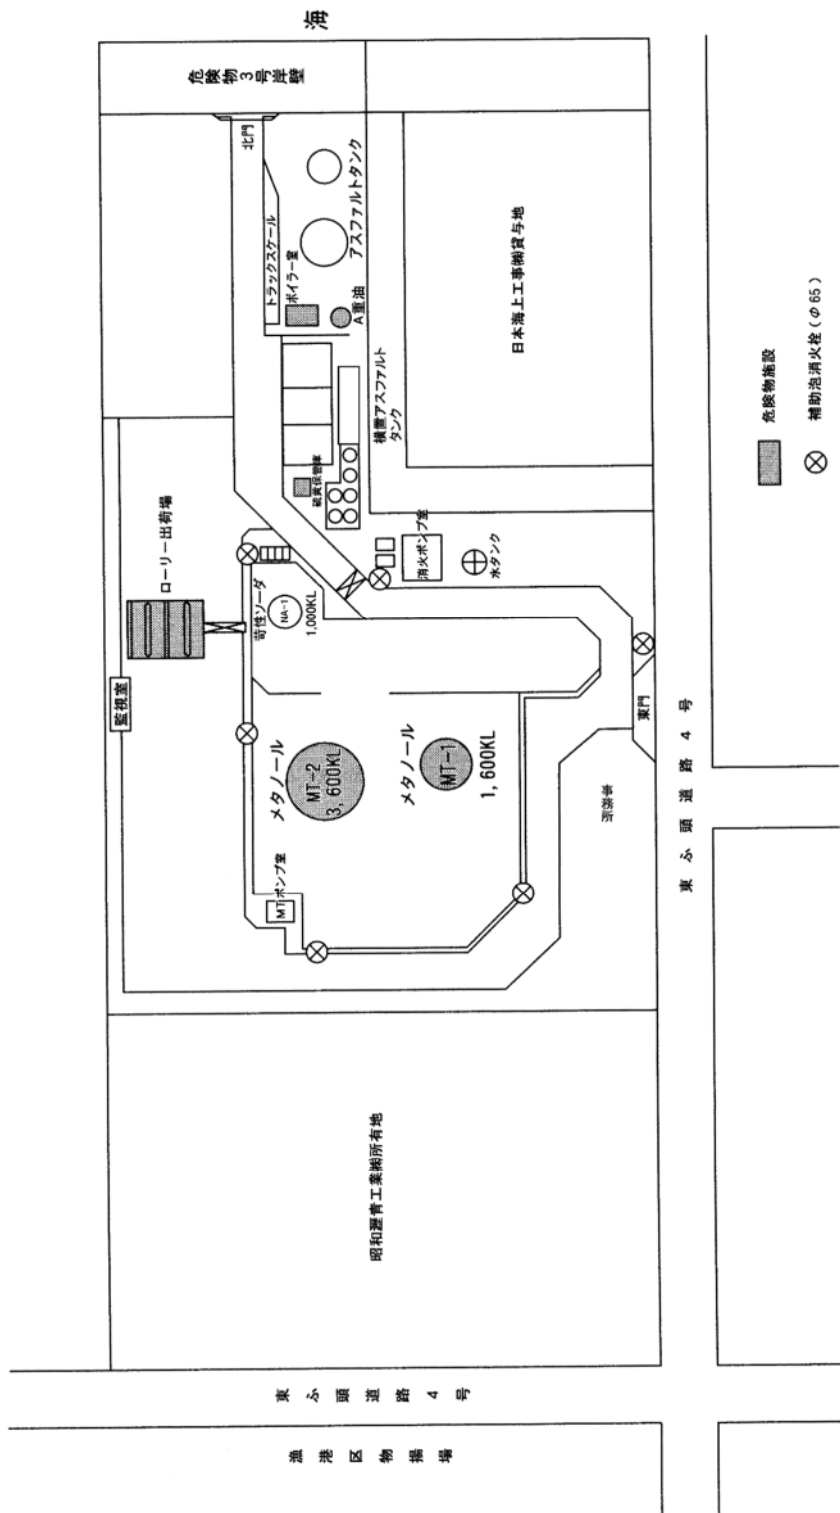 海
危険物3号岸壁
北門
トラックスケール
ボイラー室
A重油
アスファルトタンク
日本海上工事㈱貸与地
横置アスファルト
タンク
硫黄保管庫
ローリー出荷場
苛性ソーダ
NA-1
1,000KL
消火ポンプ室
水タンク
監視室
メタノール
MT-2
3,600KL
メタノール
MT-1
1,600KL
MTポンプ室
事務所
東門
東ふ頭道路4号
昭和瀝青工業㈱所有地
東ふ頭道路4号
漁港区物揚場
危険物施設
補助泡消火栓(φ65)